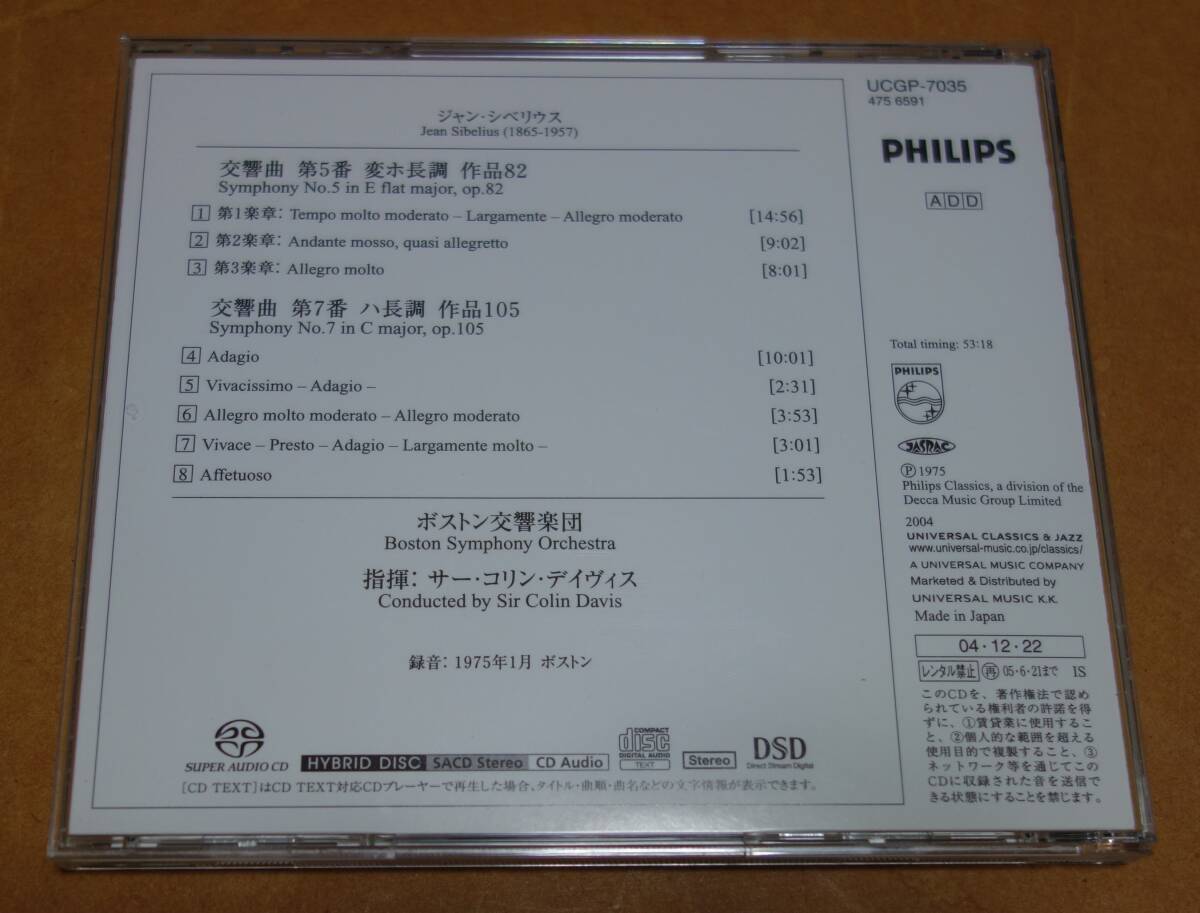 ジャン・シベリウス
Jean Sibelius (1865-1957)
交響曲 第5番 変ホ長調 作品82
Symphony No.5 in E flat major, op.82
1 第1楽章: Tempo molto moderato – Largamente – Allegro moderato [14:56]
2 第2楽章: Andante mosso, quasi allegretto [9:02]
3 第3楽章: Allegro molto [8:01]
交響曲 第7番 ハ長調 作品105
Symphony No.7 in C major, op.105
4 Adagio [10:01]
5 Vivacissimo – Adagio – [2:31]
6 Allegro molto moderato – Allegro moderato [3:53]
7 Vivace – Presto – Adagio – Largamente molto – [3:01]
8 Affetuoso [1:53]
ボストン交響楽団
Boston Symphony Orchestra
指揮: サー・コリン・デイヴィス
Conducted by Sir Colin Davis
録音: 1975年1月 ボストン
SUPER AUDIO CD
HYBRID DISC SACD Stereo CD Audio
COMPACT disc DIGITAL AUDIO TEXT
Stereo
DSD Direct Stream Digital
[CD TEXT]はCD TEXT対応CDプレーヤーで再生した場合、タイトル・曲順・曲名などの文字情報が表示できます。
UCGP-7035
475 6591
PHILIPS
ADD
Total timing: 53:18
PHILIPS
JASRAC
Ⓟ 1975
Philips Classics, a division of the
Decca Music Group Limited
2004
UNIVERSAL CLASSICS & JAZZ
www.universal-music.co.jp/classics/
A UNIVERSAL MUSIC COMPANY
Marketed & Distributed by
UNIVERSAL MUSIC K.K.
Made in Japan
04・12・22
レンタル禁止 再 05・6・21まで IS
このCDを、著作権法で認め
られている権利者の許諾を得
ずに、①賃貸業に使用するこ
と、②個人的な範囲を超える
使用目的で複製すること、③
ネットワーク等を通じてこの
CDに収録された音を送信で
きる状態にすることを禁じます。